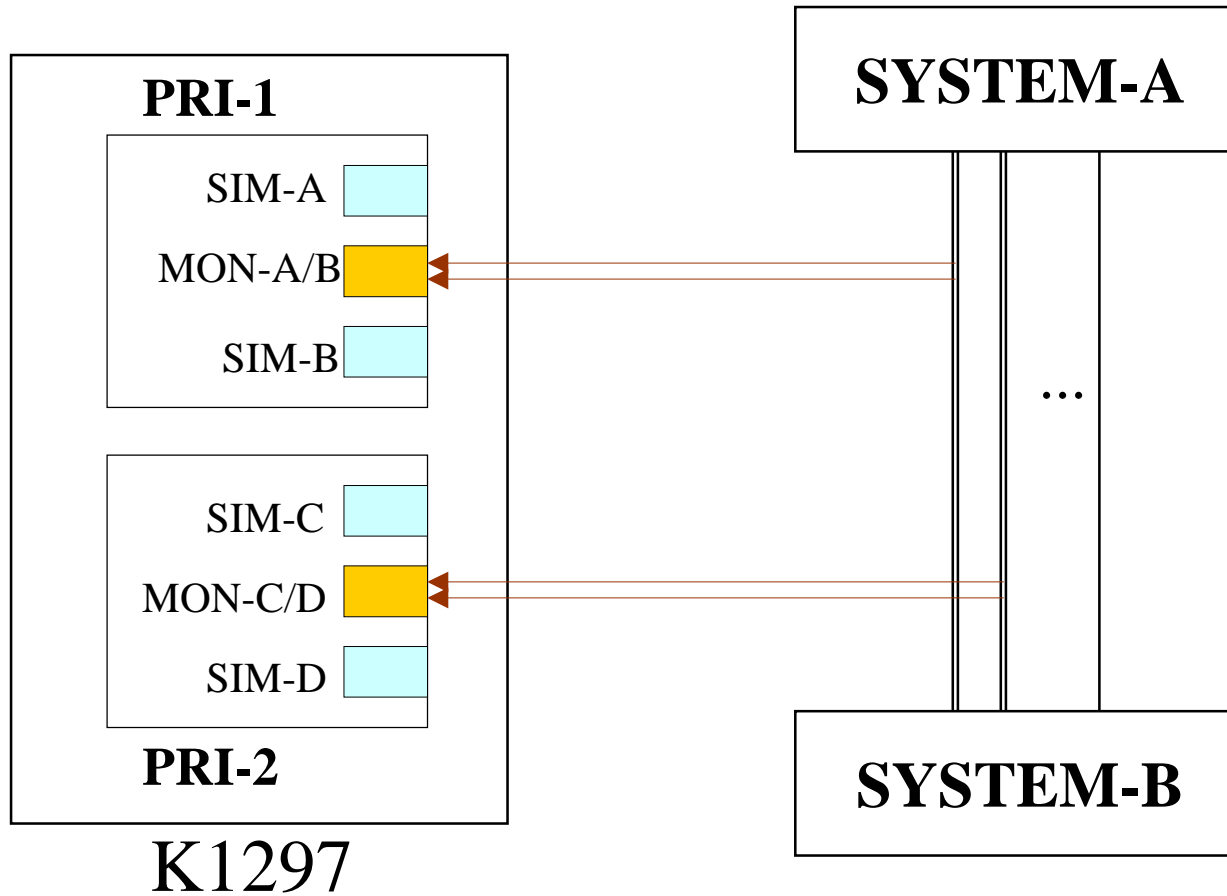 PRI-1
SIM-A
MON-A/B
SIM-B
SIM-C
MON-C/D
SIM-D
PRI-2
K1297
SYSTEM-A
...
SYSTEM-B